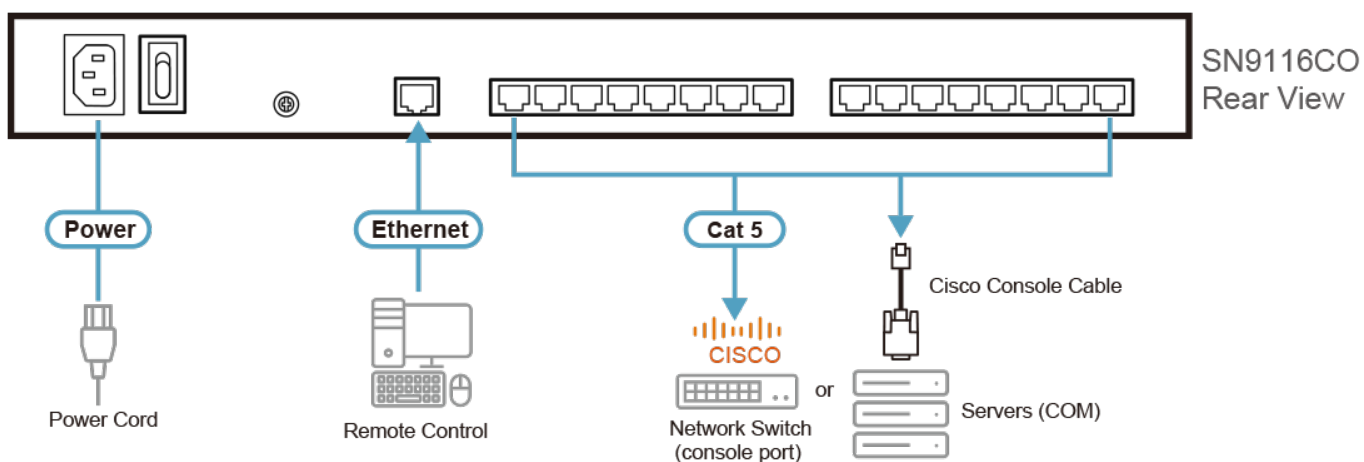 SN9116CO
Rear View
Power
Ethernet
Cat 5
Cisco Console Cable
CISCO
Power Cord
Remote Control
Network Switch
(console port)
or
Servers (COM)